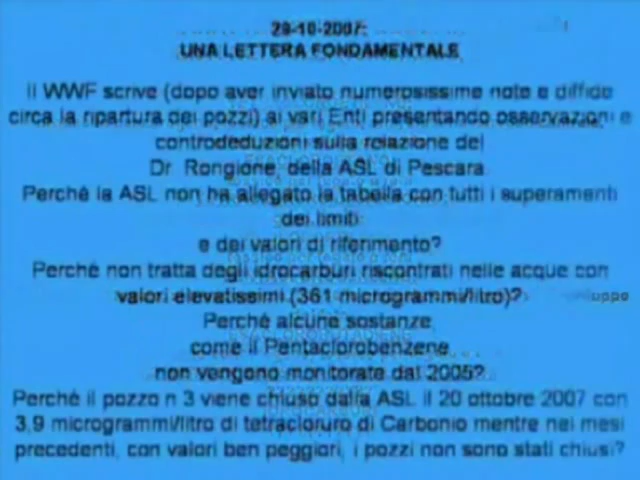 29-10-2007:
UNA LETTERA FONDAMENTALE
Il WWF scrive (dopo aver inviato numerosissime note e diffide
circa la ripartura dei pozzi) ai vari Enti presentando osservazioni e
controdeduzioni sulla relazione del
Dr Rongione, della ASL di Pescara.
Perché la ASL non ha allegato la tabella con tutti i superamenti
dei limiti
e dei valori di riferimento?
Perché non tratta degli idrocarburi riscontrati nelle acque con
valori elevatissimi (361 microgrammi/litro)?
Perché alcune sostanze,
come il Pentaclorobenzene
non vengono monitorate dal 2005?
Perché il pozzo n 3 viene chiuso dalla ASL il 20 ottobre 2007 con
3,9 microgrammi/litro di tetracloruro di Carbonio mentre nei mesi
precedenti, con valori ben peggiori, i pozzi non sono stati chiusi?